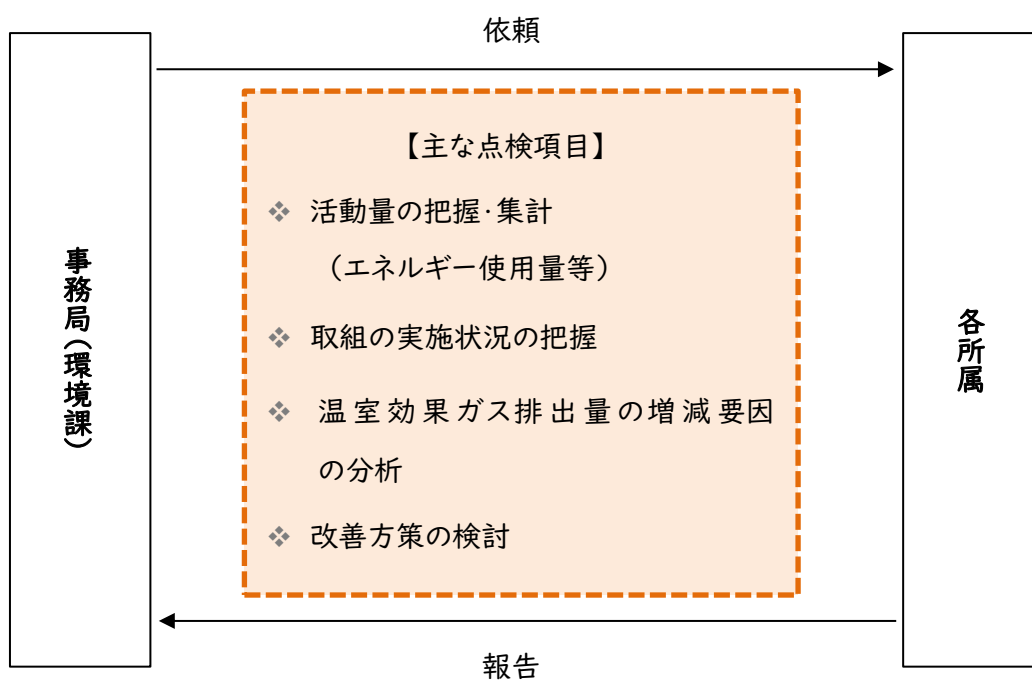 依頼
事務局(環境課)
【主な点検項目】
❖ 活動量の把握・集計
(エネルギー使用量等)
❖ 取組の実施状況の把握
❖ 温室効果ガス排出量の増減要因
の分析
❖ 改善方策の検討
各所属
報告